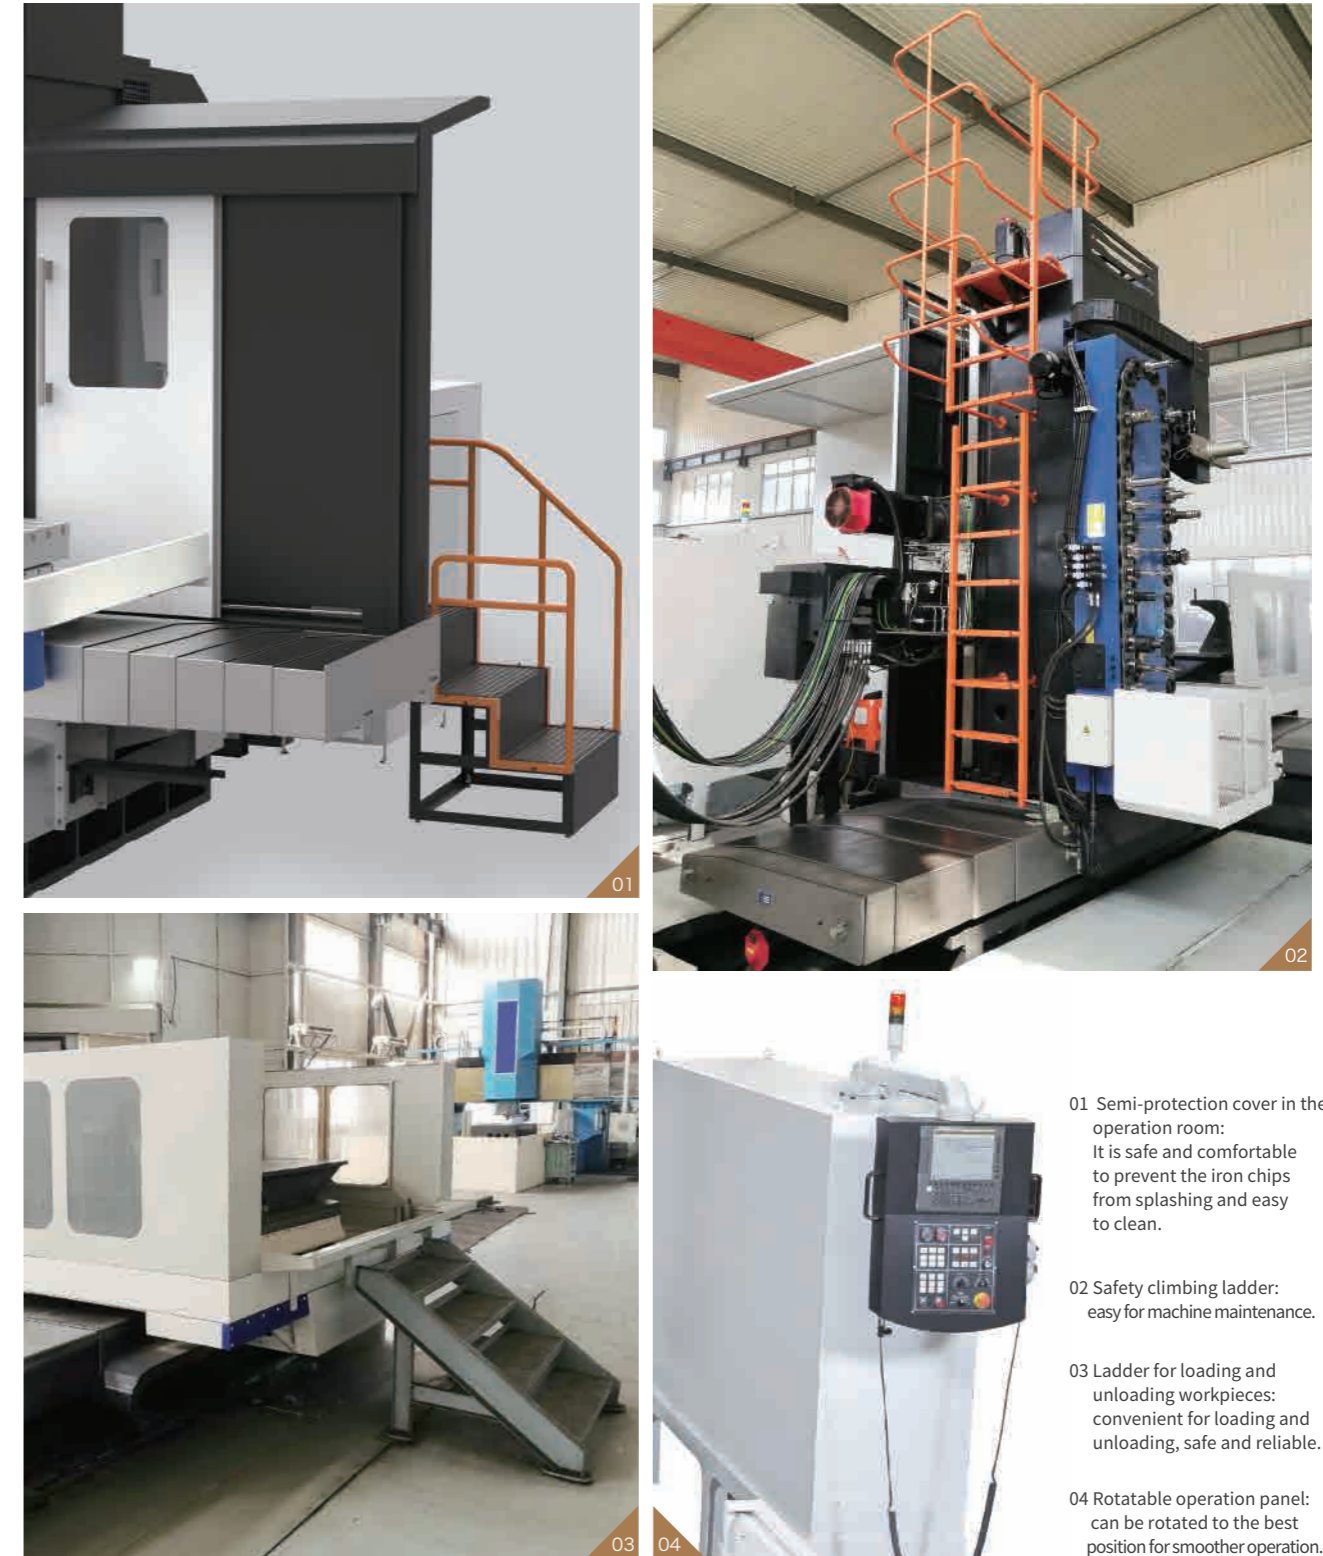 01
02
03
04
01 Semi-protection cover in the
operation room:
It is safe and comfortable
to prevent the iron chips
from splashing and easy
to clean.
02 Safety climbing ladder:
easy for machine maintenance.
03 Ladder for loading and
unloading workpieces:
convenient for loading and
unloading, safe and reliable.
04 Rotatable operation panel:
can be rotated to the best
position for smoother operation.